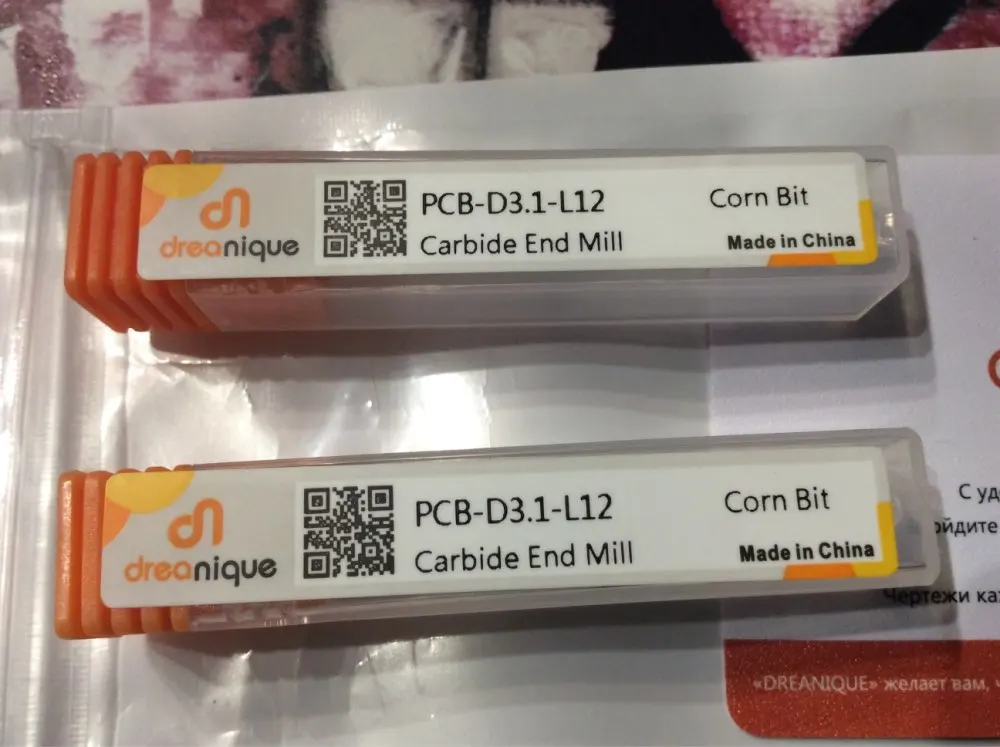 dreanique
PCB-D3.1-L12
Carbide End Mill
Corn Bit
Made in China
dreanique
PCB-D3.1-L12
Carbide End Mill
Corn Bit
Made in China
С уд
йдите
Чертежи ка
«DREANIQUE» желает вам,